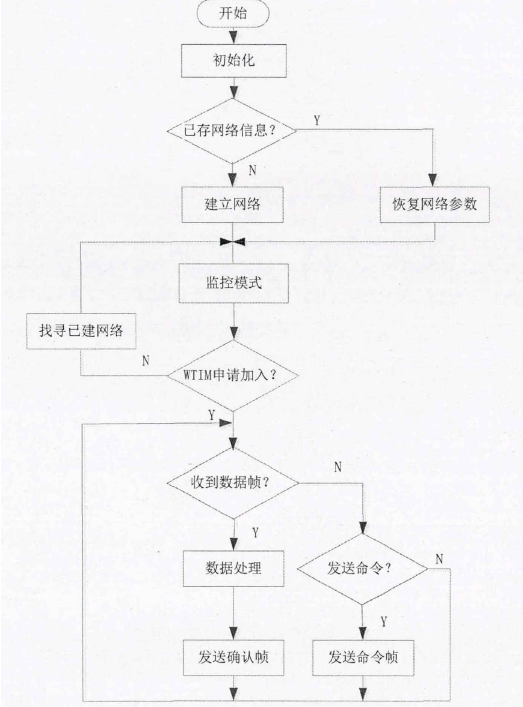 开始
初始化
已存网络信息?
Y
N
建立网络
恢复网络参数
监控模式
找寻已建网络
N
WTIM申请加入?
Y
收到数据帧?
N
Y
数据处理
发送命令?
N
Y
发送确认帧
发送命令帧